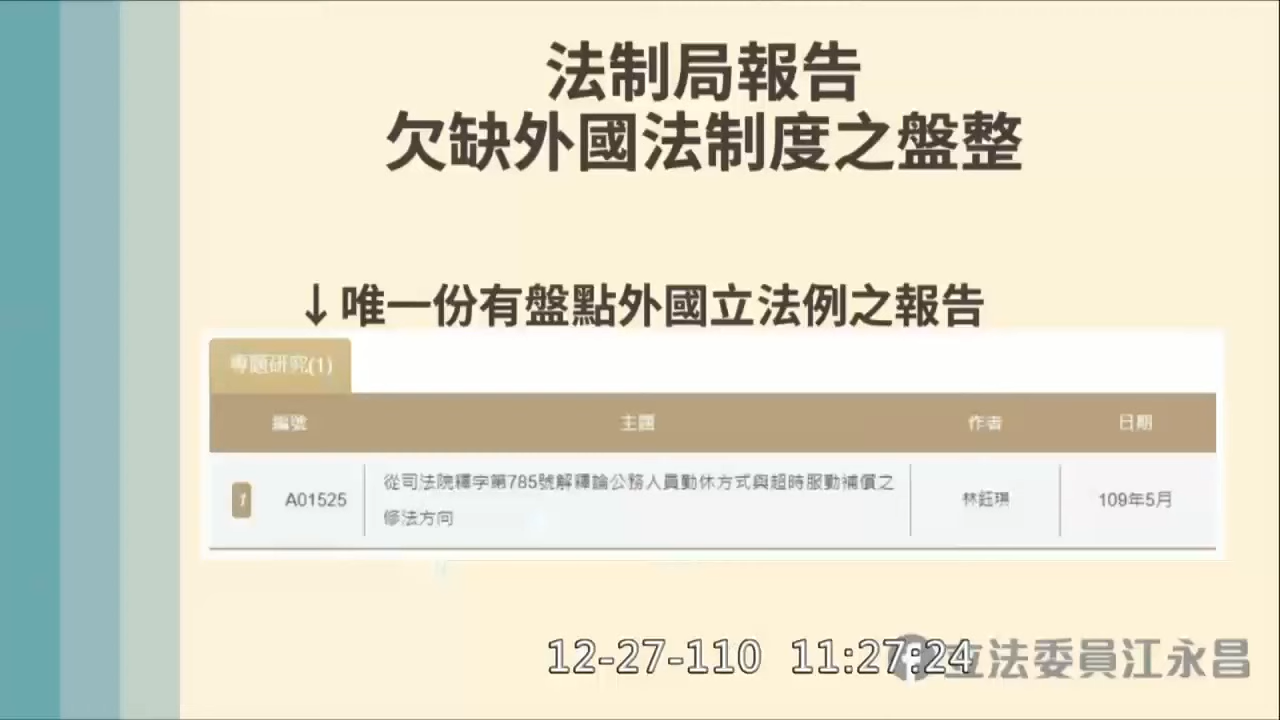 法制局報告
欠缺外國法制度之盤整
↓唯一份有盤點外國立法例之報告
專題研究(1)
編號 主題 作者 日期
1 A01525 從司法院釋字第785號解釋論公務人員勤休方式與超時服勤補償之 林鈺琪 109年5月
修法方向
12-27-110 11:27:24
立法委員江永昌